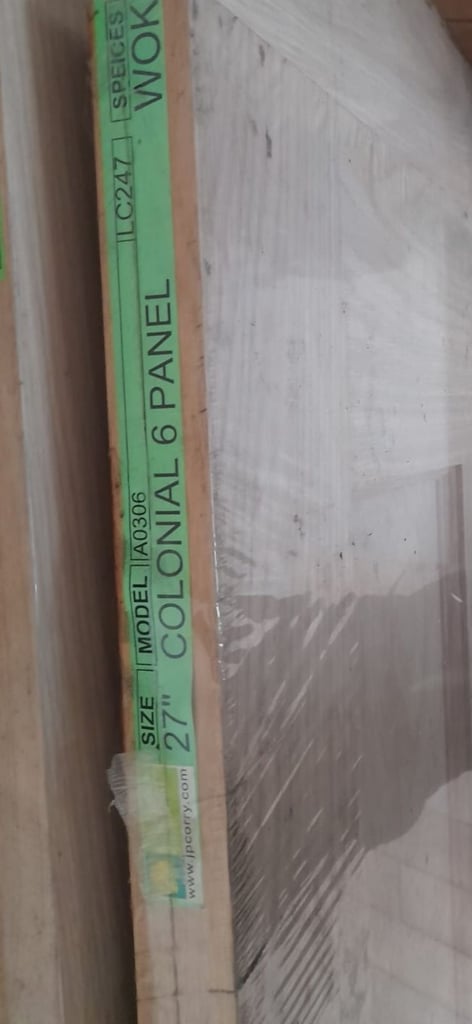 SIZE MODEL A0306 LC247 SPEICES
27" COLONIAL 6 PANEL WOK
www.jpcorry.com